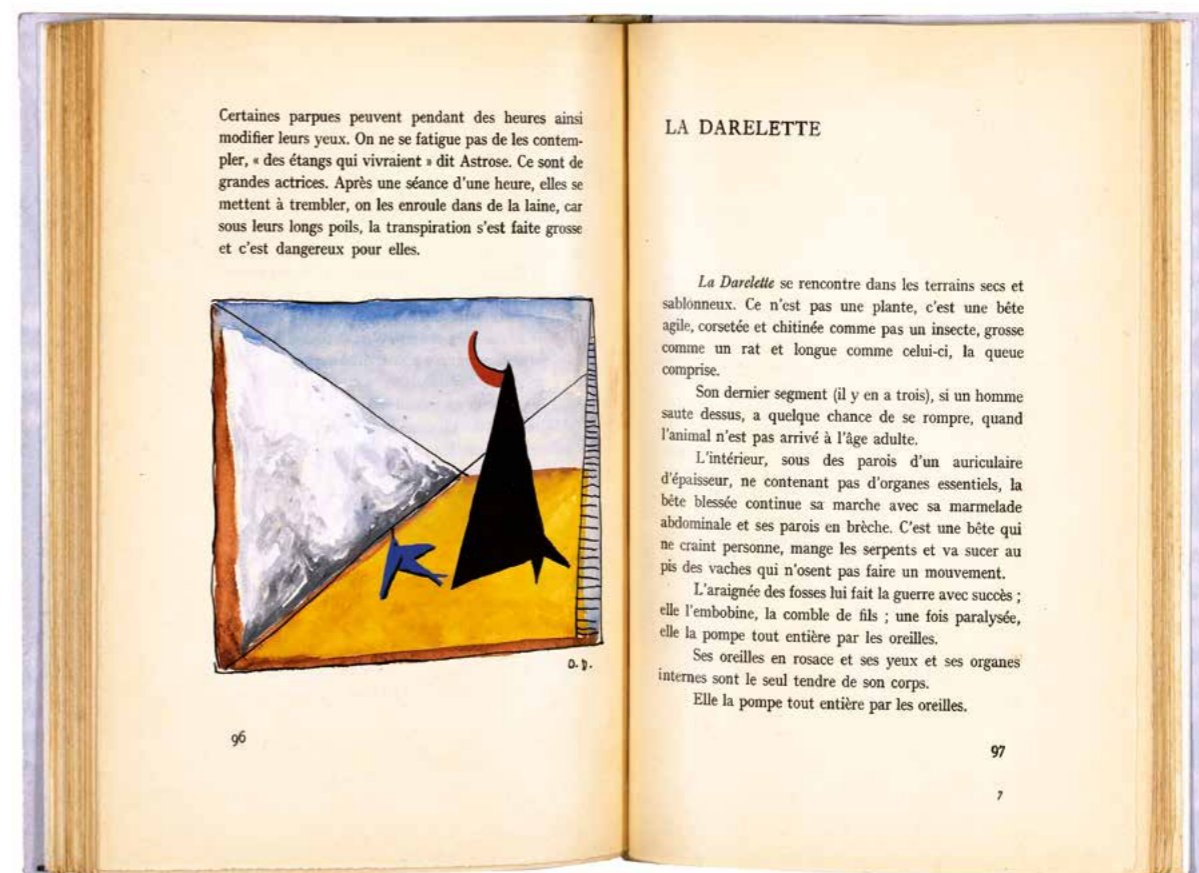 Certaines parpues peuvent pendant des heures ainsi
modifier leurs yeux. On ne se fatigue pas de les contem-
pler, « des étangs qui vivraient » dit Astrose. Ce sont de
grandes actrices. Après une séance d'une heure, elles se
mettent à trembler, on les enroule dans de la laine, car
sous leurs longs poils, la transpiration s'est faite grosse
et c'est dangereux pour elles.
O. D.
96
LA DARELETTE
La Darelette se rencontre dans les terrains secs et
sablonneux. Ce n'est pas une plante, c'est une bête
agile, corsetée et chitinée comme pas un insecte, grosse
comme un rat et longue comme celui-ci, la queue
comprise.
Son dernier segment (il y en a trois), si un homme
saute dessus, a quelque chance de se rompre, quand
l'animal n'est pas arrivé à l'âge adulte.
L'intérieur, sous des parois d'un auriculaire
d'épaisseur, ne contenant pas d'organes essentiels, la
bête blessée continue sa marche avec sa marmelade
abdominale et ses parois en brèche. C'est une bête qui
ne craint personne, mange les serpents et va sucer au
pis des vaches qui n'osent pas faire un mouvement.
L'araignée des fosses lui fait la guerre avec succès ;
elle l'embobine, la comble de fils ; une fois paralysée,
elle la pompe tout entière par les oreilles.
Ses oreilles en rosace et ses yeux et ses organes
internes sont le seul tendre de son corps.
Elle la pompe tout entière par les oreilles.
97
7